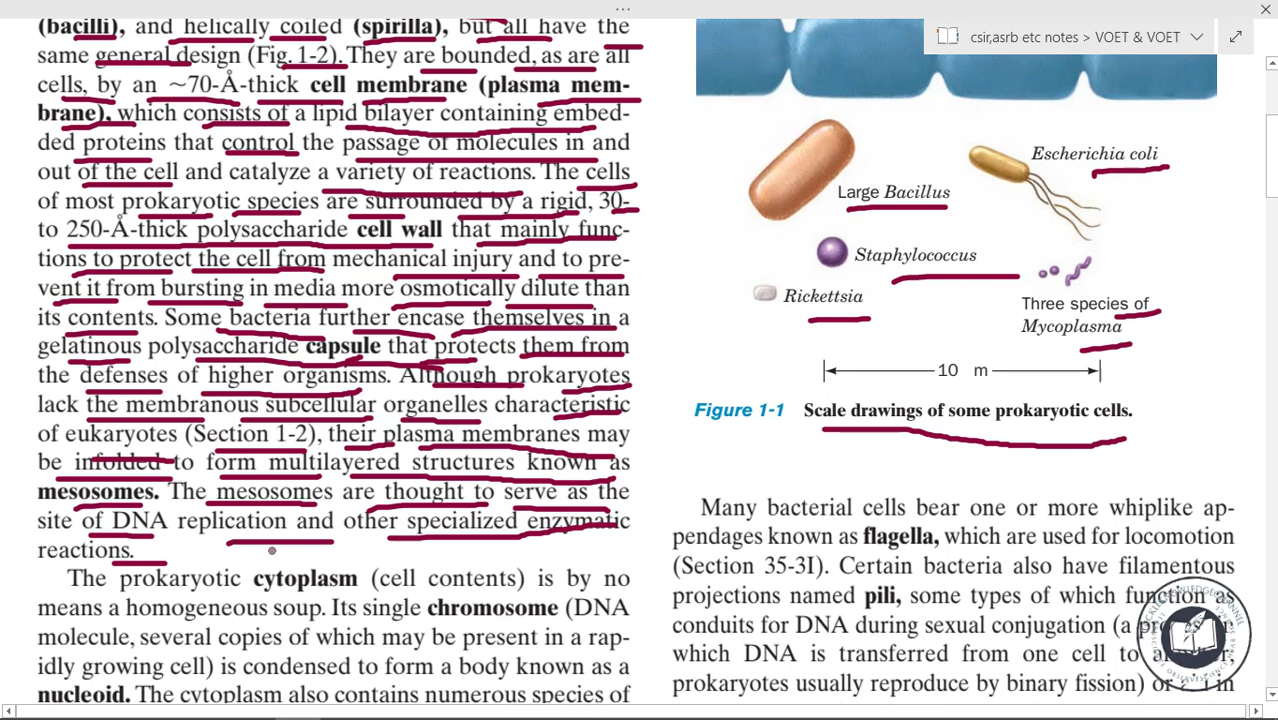 (bacilli), and helically coiled (spirilla), but all have the
same general design (Fig. 1-2). They are bounded, as are all
cells, by an ~70-Å-thick cell membrane (plasma mem-
brane), which consists of a lipid bilayer containing embed-
ded proteins that control the passage of molecules in and
out of the cell and catalyze a variety of reactions. The cells
of most prokaryotic species are surrounded by a rigid, 30-
to 250-Å-thick polysaccharide cell wall that mainly func-
tions to protect the cell from mechanical injury and to pre-
vent it from bursting in media more osmotically dilute than
its contents. Some bacteria further encase themselves in a
gelatinous polysaccharide capsule that protects them from
the defenses of higher organisms. Although prokaryotes
lack the membranous subcellular organelles characteristic
of eukaryotes (Section 1-2), their plasma membranes may
be infolded to form multilayered structures known as
mesosomes. The mesosomes are thought to serve as the
site of DNA replication and other specialized enzymatic
reactions.
The prokaryotic cytoplasm (cell contents) is by no
means a homogeneous soup. Its single chromosome (DNA
molecule, several copies of which may be present in a rap-
idly growing cell) is condensed to form a body known as a
nucleoid. The cytoplasm also contains numerous species of
csir,asrb etc notes > VOET & VOET
Escherichia coli
Large Bacillus
Staphylococcus
Rickettsia
Three species of
Mycoplasma
10 m
Figure 1-1 Scale drawings of some prokaryotic cells.
Many bacterial cells bear one or more whiplike ap-
pendages known as flagella, which are used for locomotion
(Section 35-3I). Certain bacteria also have filamentous
projections named pili, some types of which function as
conduits for DNA during sexual conjugation (a
which DNA is transferred from one cell to
prokaryotes usually reproduce by binary fission) or in